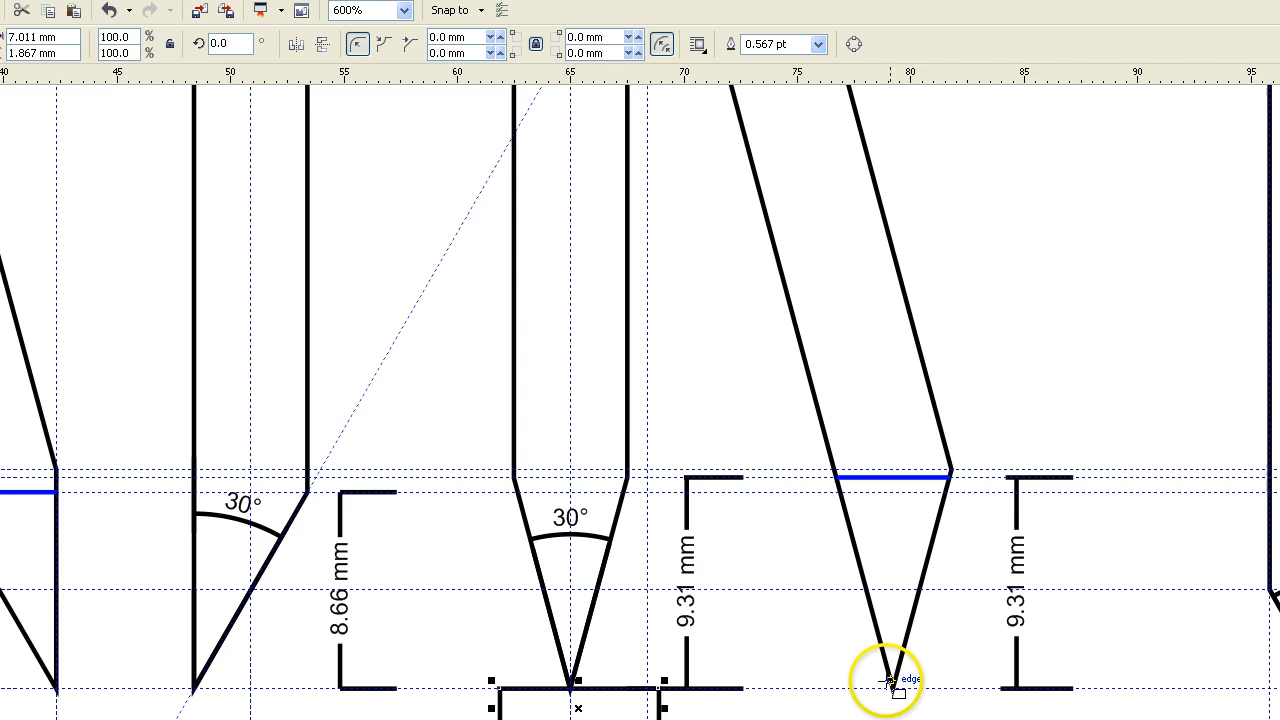 600%
Snap to
7.011 mm
1.867 mm
100.0
100.0
%
%
0.0
°
0.0 mm
0.0 mm
0.0 mm
0.0 mm
0.567 pt
40 45 50 55 60 65 70 75 80 85 90 95
30°
30°
8.66 mm
9.31 mm
9.31 mm
edge